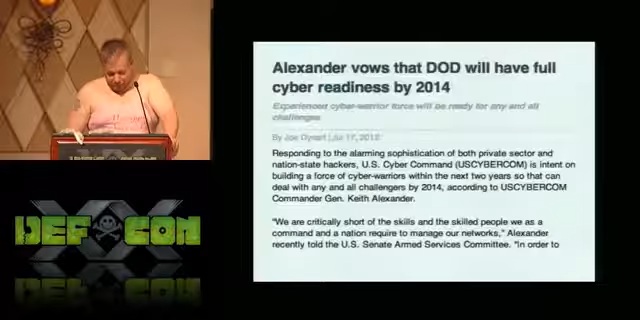 Alexander vows that DOD will have full
cyber readiness by 2014
Experienced cyber-warrior force will be ready for any and all
challenges
By Joe Gynart | Jul 17, 2012
Responding to the alarming sophistication of both private sector and
nation-state hackers, U.S. Cyber Command (USCYBERCOM) is intent on
building a force of cyber-warriors within the next two years so that can
deal with any and all challengers by 2014, according to USCYBERCOM
Commander Gen. Keith Alexander.
"We are critically short of the skills and the skilled people we as a
command and a nation require to manage our networks," Alexander
recently told the U.S. Senate Armed Services Committee. "In order to
DEF CON
XX